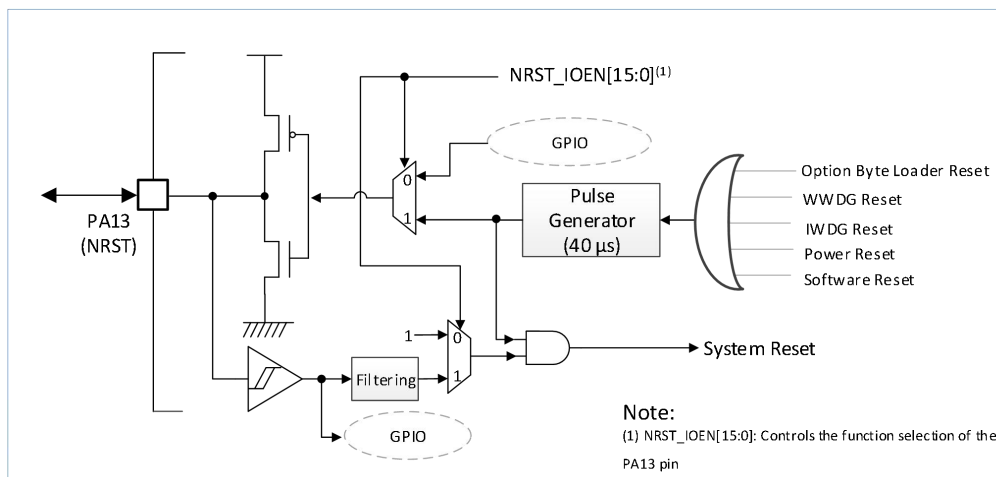 NRST_IOEN[15:0](1)
GPIO
0
1
PA13
(NRST)
Pulse
Generator
(40 µs)
Option Byte Loader Reset
WWDG Reset
IWDG Reset
Power Reset
Software Reset
1
0
1
Filtering
System Reset
GPIO
Note:
(1) NRST_IOEN[15:0]: Controls the function selection of the
PA13 pin